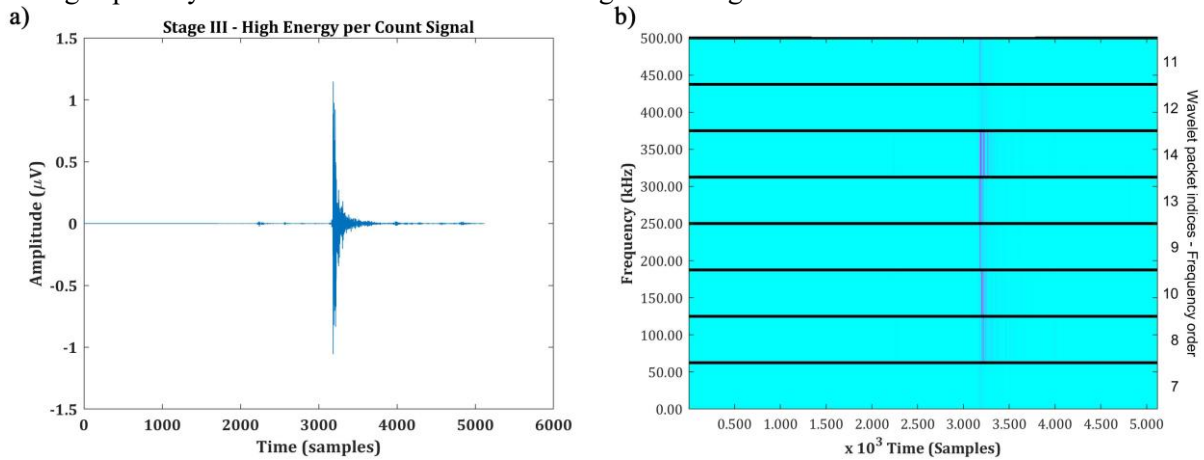 a)
Stage III - High Energy per Count Signal
1.5
1
0.5
0
-0.5
-1
-1.5
Amplitude (μV)
0 1000 2000 3000 4000 5000 6000
Time (samples)
b)
500.00
450.00
400.00
350.00
300.00
250.00
200.00
150.00
100.00
50.00
0.00
Frequency (kHz)
0.500 1.000 1.500 2.000 2.500 3.000 3.500 4.000 4.500 5.000
x 10³ Time (Samples)
11
12
14
13
9
10
8
7
Wavelet packet indices - Frequency order